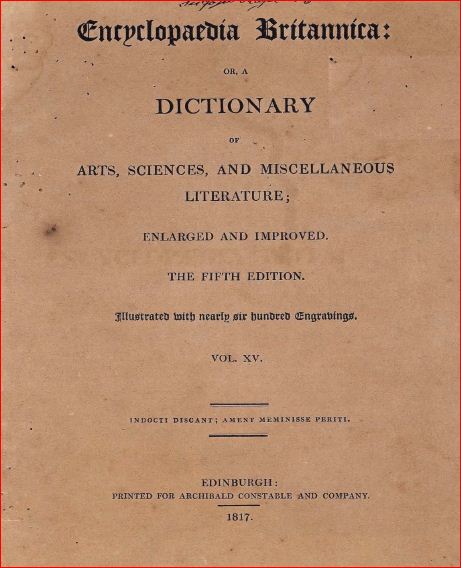 Encyclopaedia Britannica:
OR, A
DICTIONARY
OF
ARTS, SCIENCES, AND MISCELLANEOUS
LITERATURE;
ENLARGED AND IMPROVED.
THE FIFTH EDITION.
Illustrated with nearly six hundred Engravings.
VOL. XV.
INDOCTI DISCANT; AMENT MEMINISSE PERITI.
EDINBURGH:
PRINTED FOR ARCHIBALD CONSTABLE AND COMPANY.
1817.